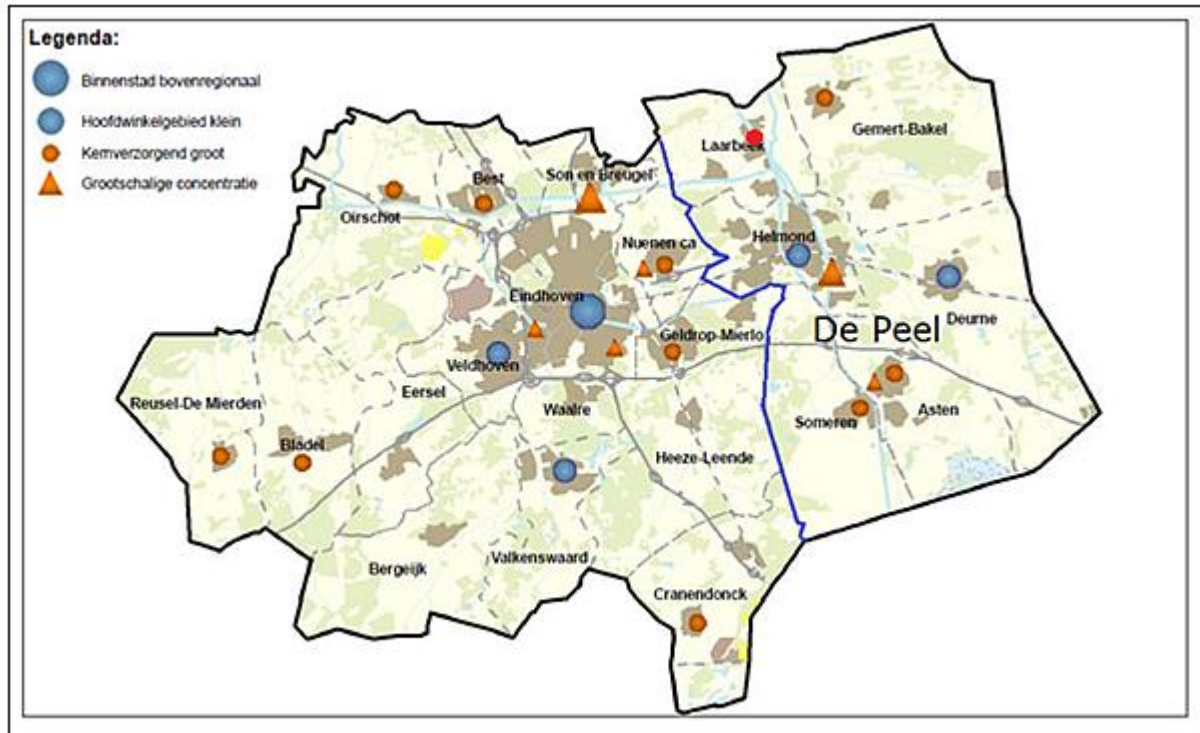 Legenda:
Binnenstad bovenregionaal
Hoofdwinkelgebied klein
Kernverzorgend groot
Grootschalige concentratie
Gemert-Bakel
Laarbeek
Best
Son en Breugel
Oirschot
Nuenen ca
Helmond
Eindhoven
De Peel
Deurne
Geldrop-Mierlo
Veldhoven
Eersel
Reusel-De Mierden
Waalre
Asten
Someren
Bladel
Heeze-Leende
Valkenswaard
Bergeijk
Cranendonck